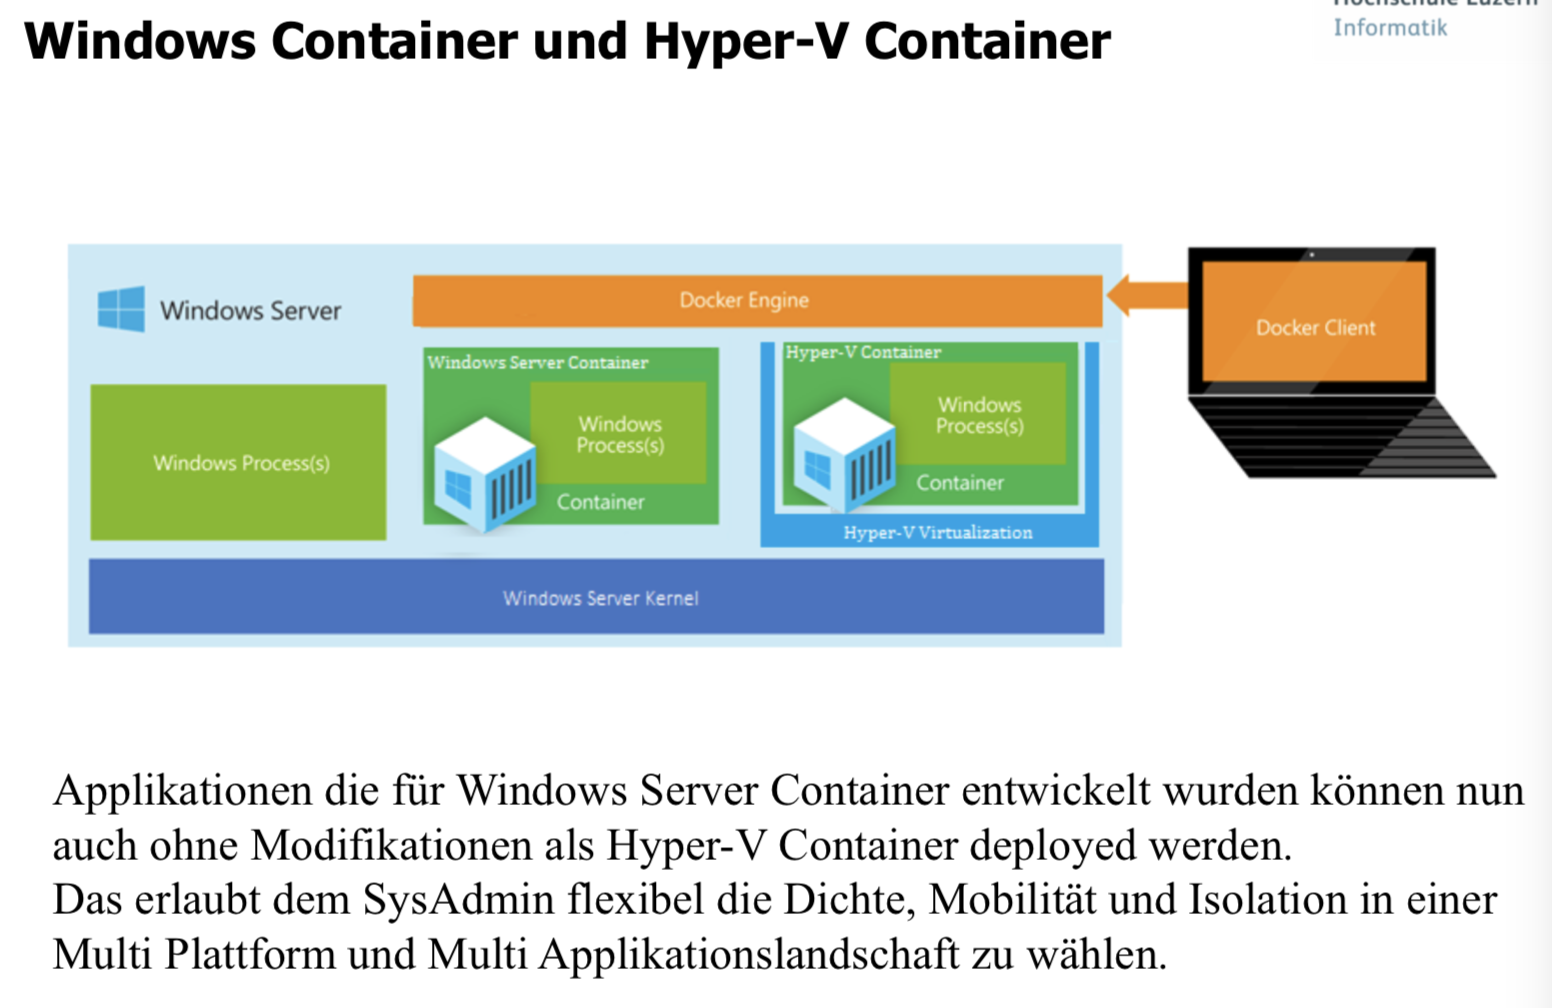 Windows Container und Hyper-V Container
Hochschule Luzern
Informatik
Windows Server
Docker Engine
Docker Client
Windows Server Container
Hyper-V Container
Windows Process(s)
Windows
Process(s)
Container
Windows
Process(s)
Container
Hyper-V Virtualization
Windows Server Kernel
Applikationen die für Windows Server Container entwickelt wurden können nun
auch ohne Modifikationen als Hyper-V Container deployed werden.
Das erlaubt dem SysAdmin flexibel die Dichte, Mobilität und Isolation in einer
Multi Plattform und Multi Applikationslandschaft zu wählen.